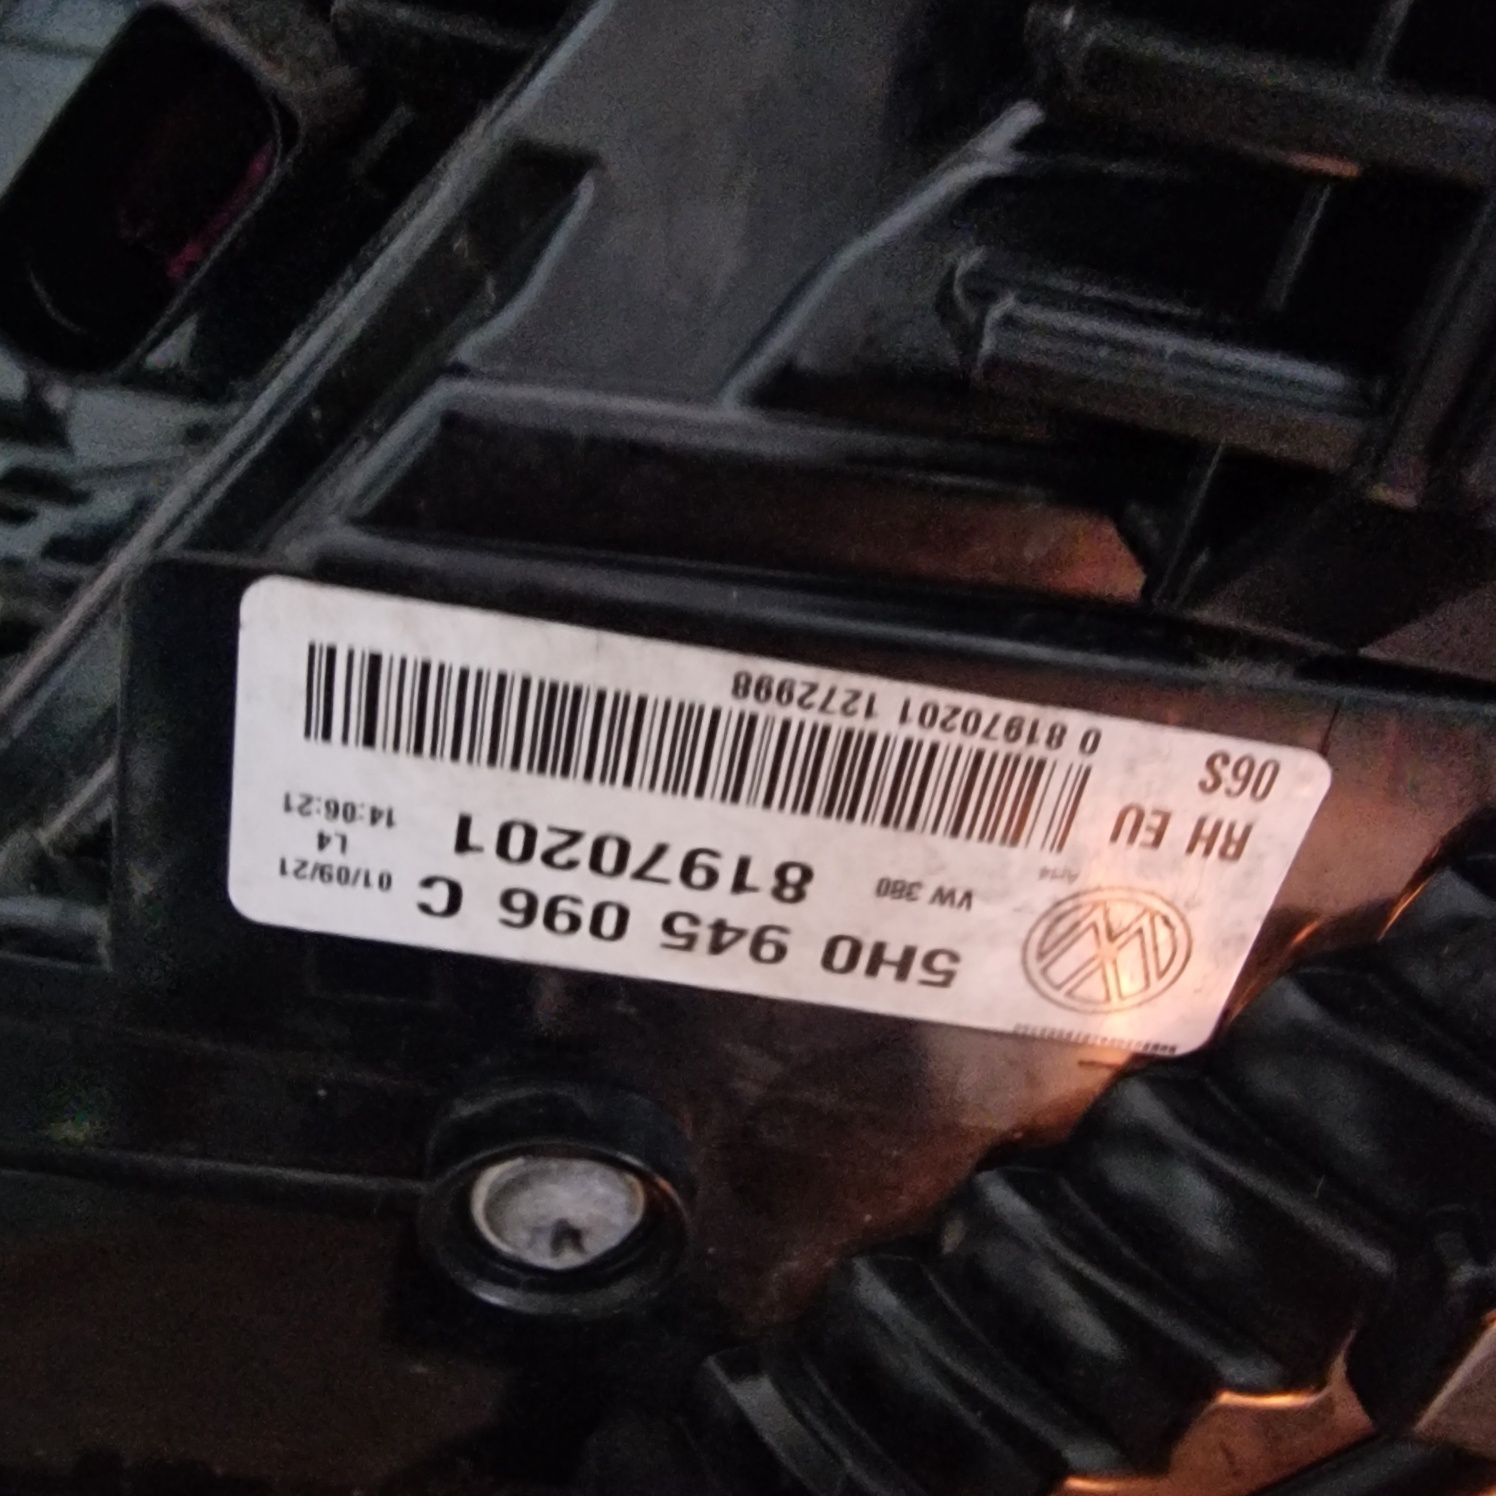 5H0 945 096 C
01/09/21
L4
14:06:21
VW 380
81970201
RH EU
06S
0 81970201 1272998